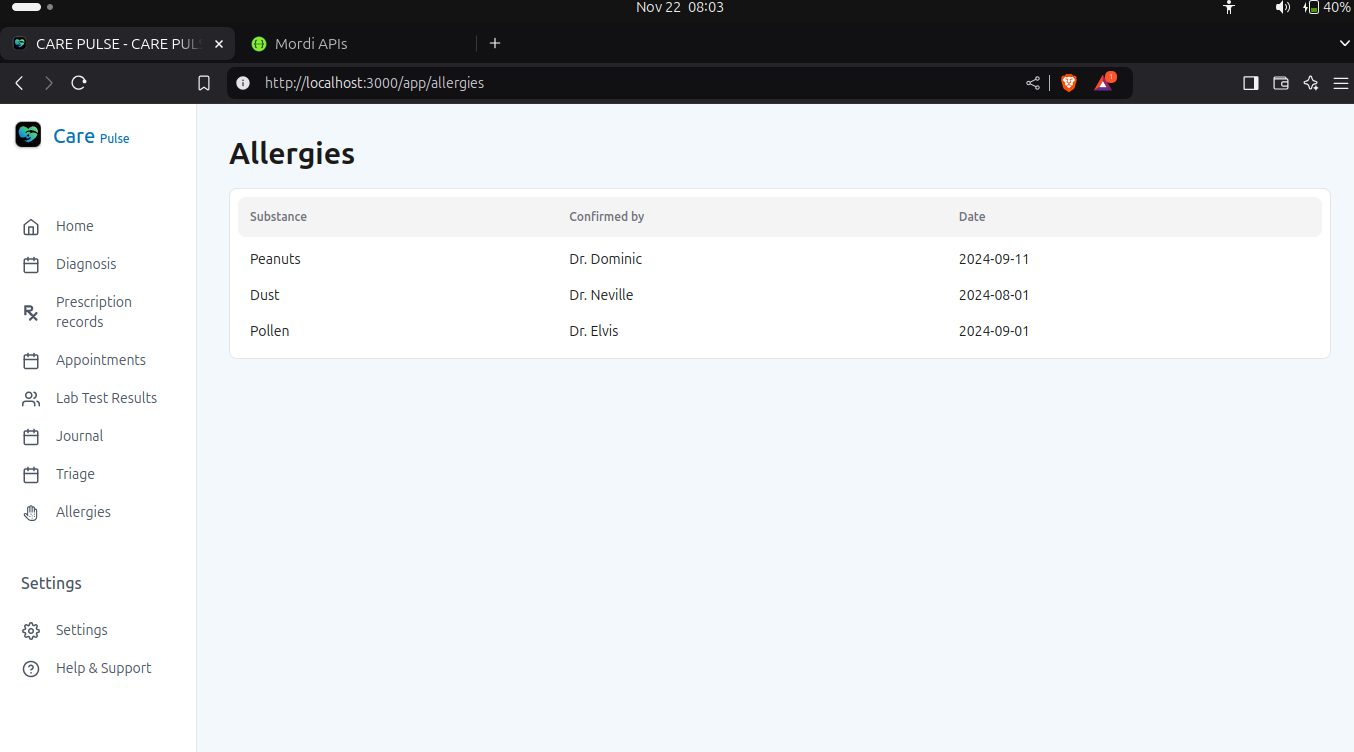 Nov 22 08:03
40%
CARE PULSE - CARE PUL
Mordi APIs
http://localhost:3000/app/allergies
1
Care Pulse
Home
Diagnosis
Prescription
records
Appointments
Lab Test Results
Journal
Triage
Allergies
Settings
Settings
Help & Support
Allergies
Substance Confirmed by Date
Peanuts Dr. Dominic 2024-09-11
Dust Dr. Neville 2024-08-01
Pollen Dr. Elvis 2024-09-01